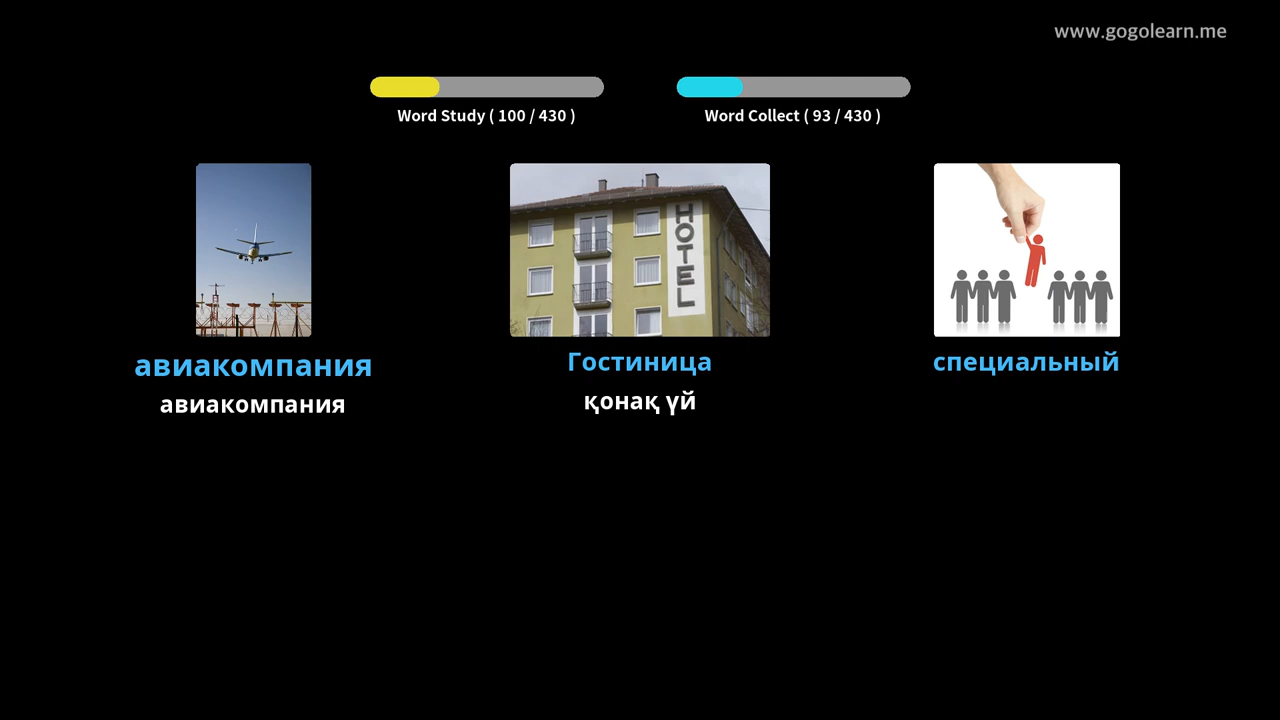 www.gogolearn.me
Word Study ( 100 / 430 )
Word Collect ( 93 / 430 )
HOTEL
авиакомпания
Гостиница
специальный
авиакомпания
қонақ үй